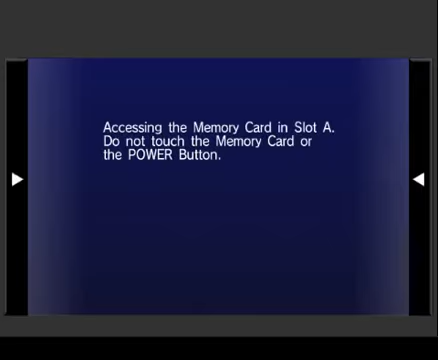 Accessing the Memory Card in Slot A.
Do not touch the Memory Card or
the POWER Button.